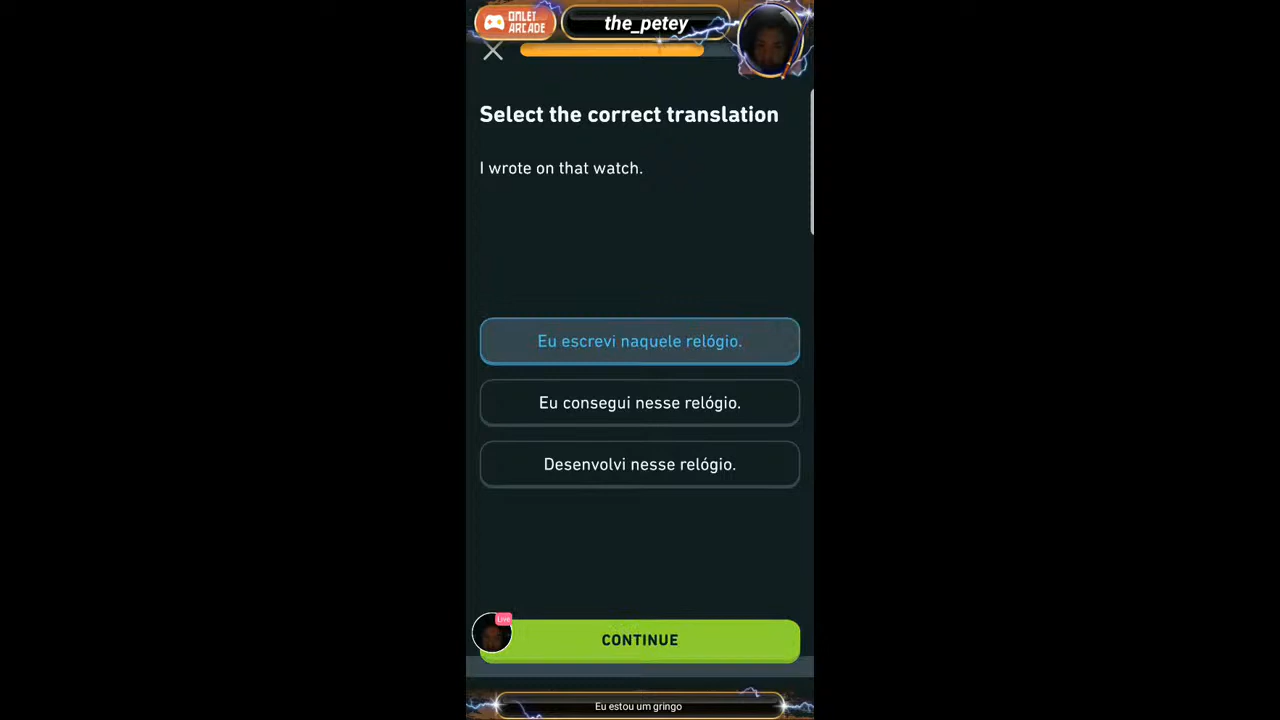 OMLET
ARCADE
the_petey
Select the correct translation
I wrote on that watch.
Eu escrevi naquele relógio.
Eu consegui nesse relógio.
Desenvolvi nesse relógio.
Live
CONTINUE
Eu estou um gringo